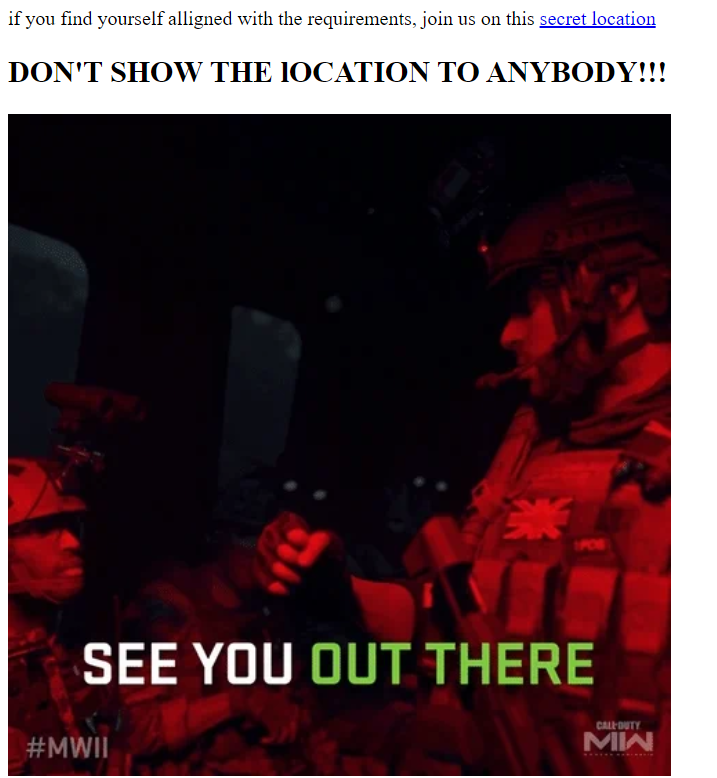 if you find yourself alligned with the requirements, join us on this secret location
DON'T SHOW THE lOCATION TO ANYBODY!!!
SEE YOU OUT THERE
#MWII
CALL OF DUTY
MW